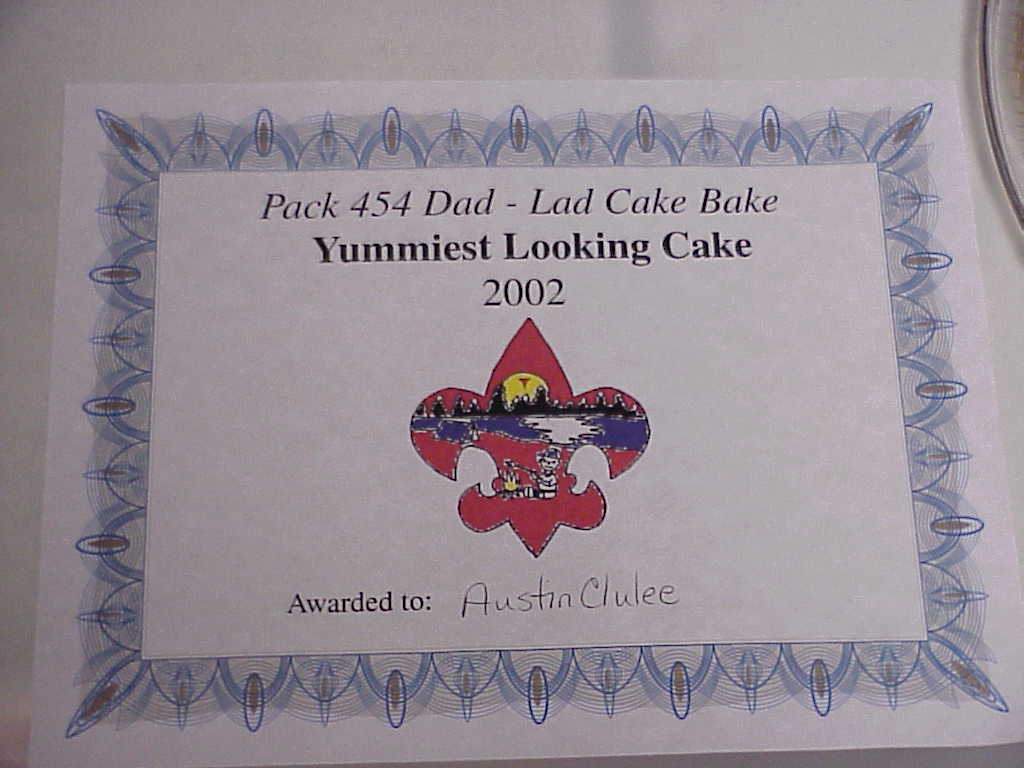 Pack 454 Dad - Lad Cake Bake
Yummiest Looking Cake
2002
Awarded to: Austin Clulee